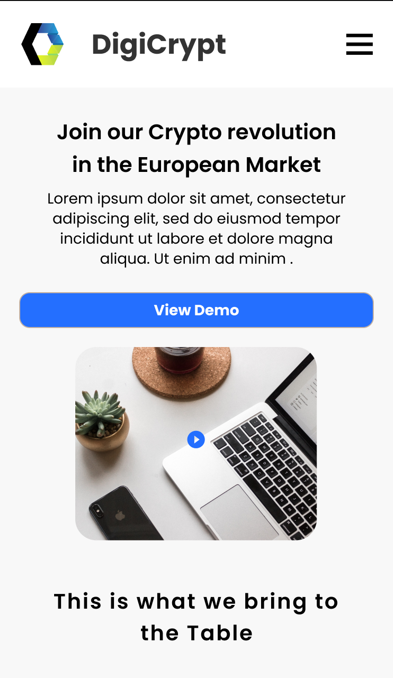 DigiCrypt
Join our Crypto revolution
in the European Market
Lorem ipsum dolor sit amet, consectetur
adipiscing elit, sed do eiusmod tempor
incididunt ut labore et dolore magna
aliqua. Ut enim ad minim .
View Demo
This is what we bring to
the Table